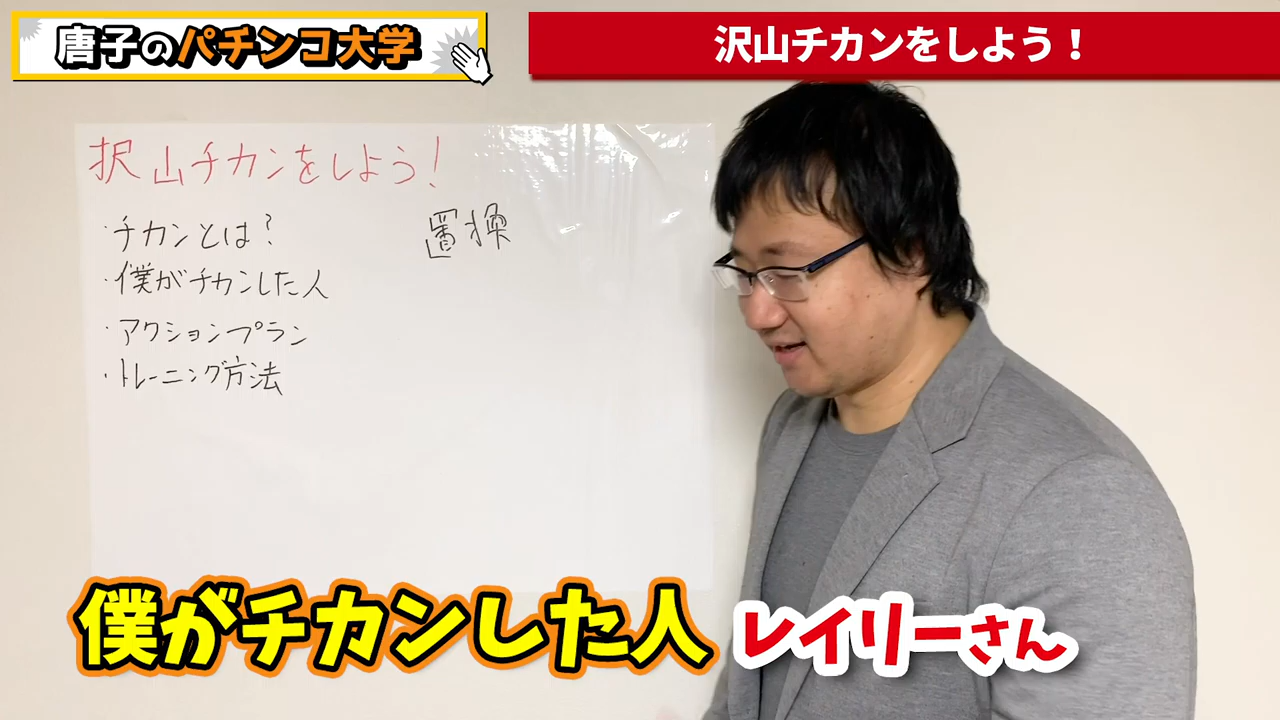 唐子のパチンコ大学
沢山チカンをしよう！
択山チカンをしよう！
・チカンとは？
置換
・僕がチカンした人
・アクションプラン
・トレーニング方法
僕がチカンした人
レイリーさん